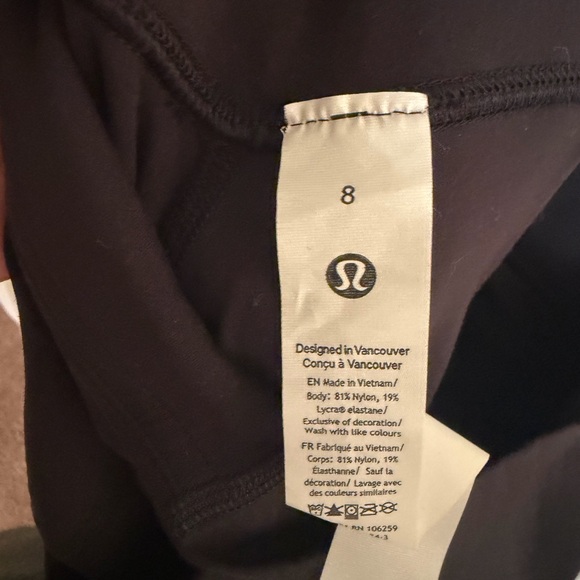 8
Designed in Vancouver
Conçu à Vancouver
EN Made in Vietnam/
Body: 81% Nylon, 19%
Lycra® elastane/
Exclusive of decoration/
Wash with like colours
FR Fabriqué au Vietnam/
Corps: 81% Nylon, 19%
Élasthanne/ Sauf la
décoration/ Lavage avec
des couleurs similaires
RN 106259